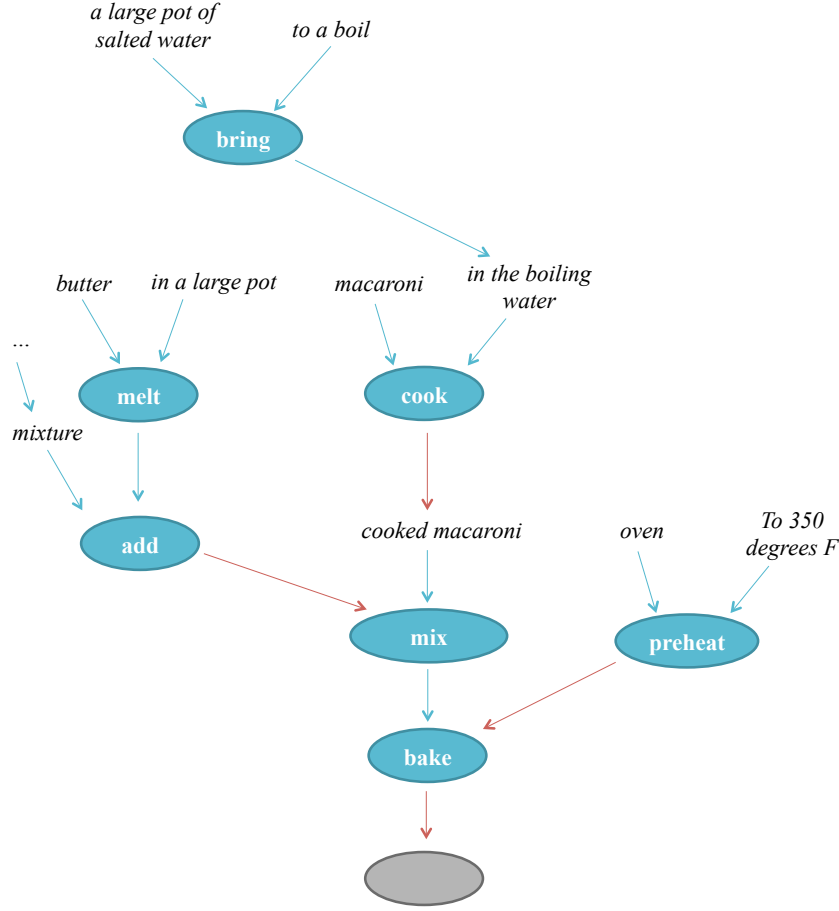 a large pot of
salted water
to a boil
bring
butter
in a large pot
macaroni
in the boiling
water
...
melt
cook
mixture
add
cooked macaroni
oven
To 350
degrees F
mix
preheat
bake